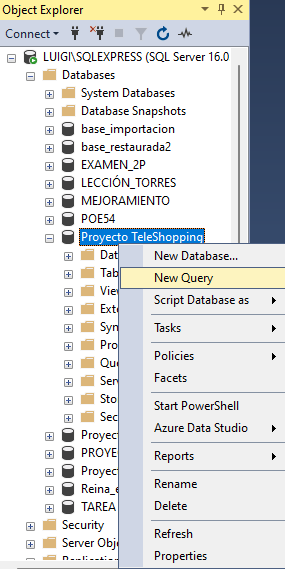 Object Explorer
Connect
LUIGI\SQLEXPRESS (SQL Server 16.0
Databases
System Databases
Database Snapshots
base_importacion
base_restaurada2
EXAMEN_2P
LECCIÓN_TORRES
MEJORAMIENTO
POE54
Proyecto TeleShopping
Dat
Tab
View
Exte
Syn
Pro
Que
Serv
Sto
Sec
Proyect
PROYE
Proyect
Reina_e
TAREA
Security
Server Obj
Replication
New Database...
New Query
Script Database as
Tasks
Policies
Facets
Start PowerShell
Azure Data Studio
Reports
Rename
Delete
Refresh
Properties